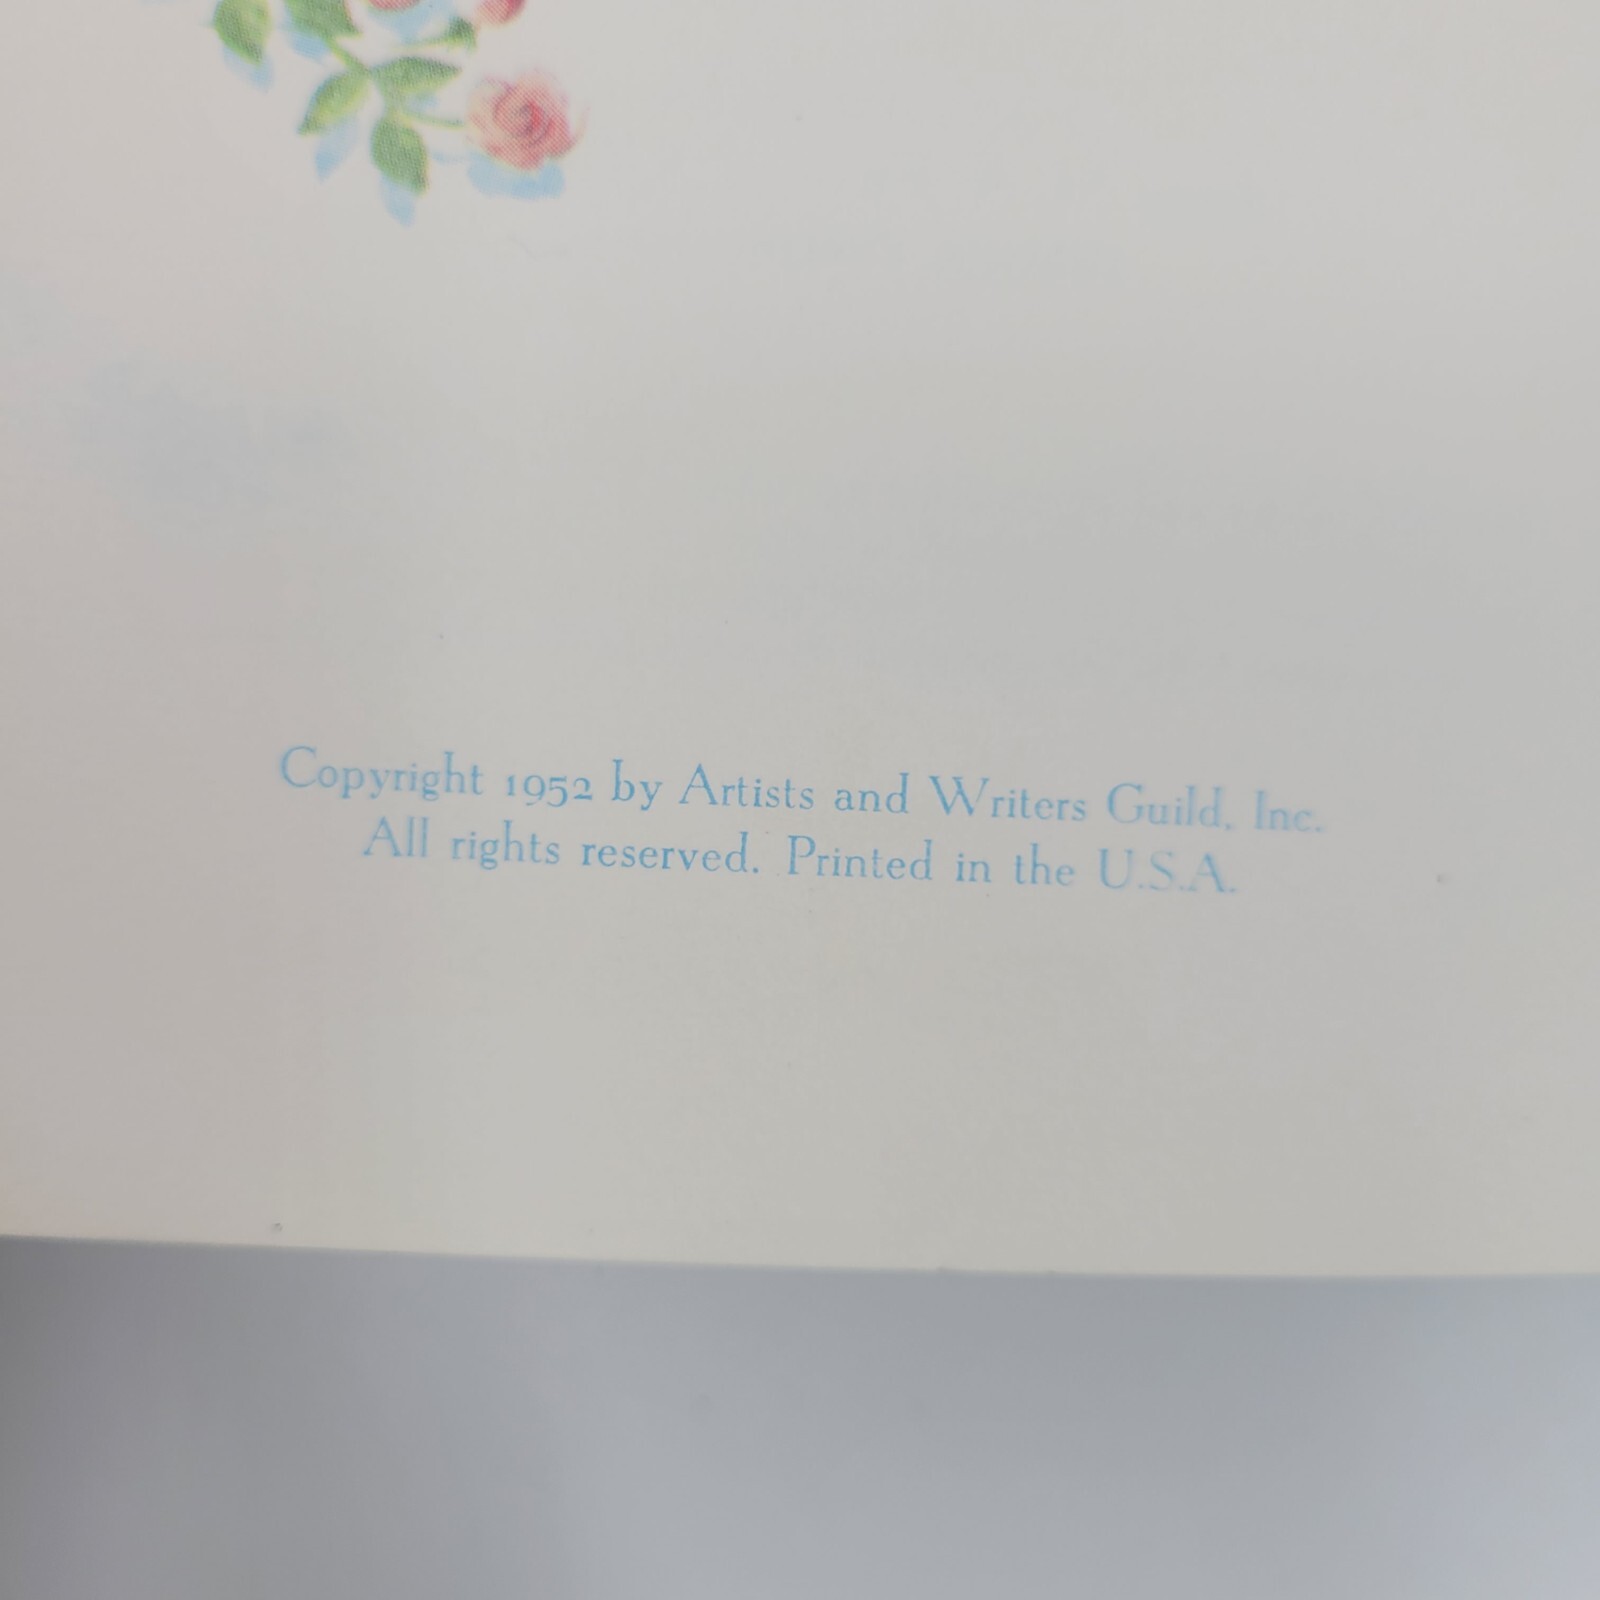 Copyright 1952 by Artists and Writers Guild, Inc.
All rights reserved. Printed in the U.S.A.